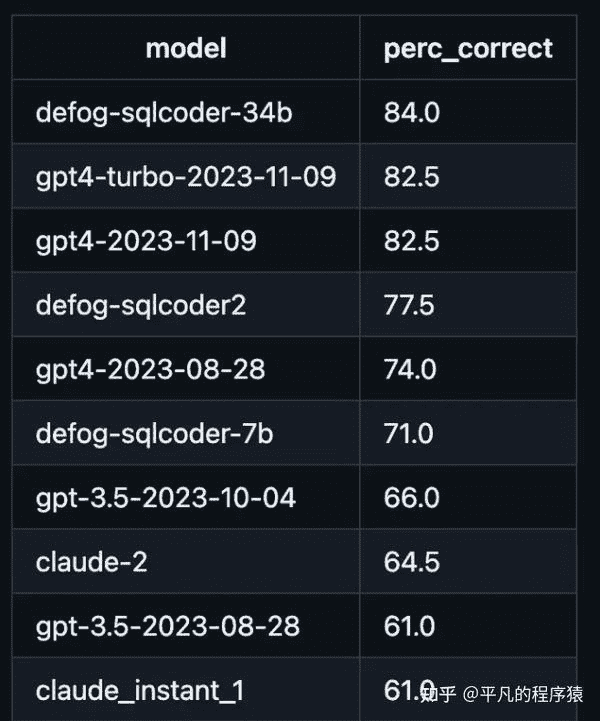 model perc_correct
defog-sqlcoder-34b 84.0
gpt4-turbo-2023-11-09 82.5
gpt4-2023-11-09 82.5
defog-sqlcoder2 77.5
gpt4-2023-08-28 74.0
defog-sqlcoder-7b 71.0
gpt-3.5-2023-10-04 66.0
claude-2 64.5
gpt-3.5-2023-08-28 61.0
claude_instant_1 61.0
知乎 @平凡的程序猿